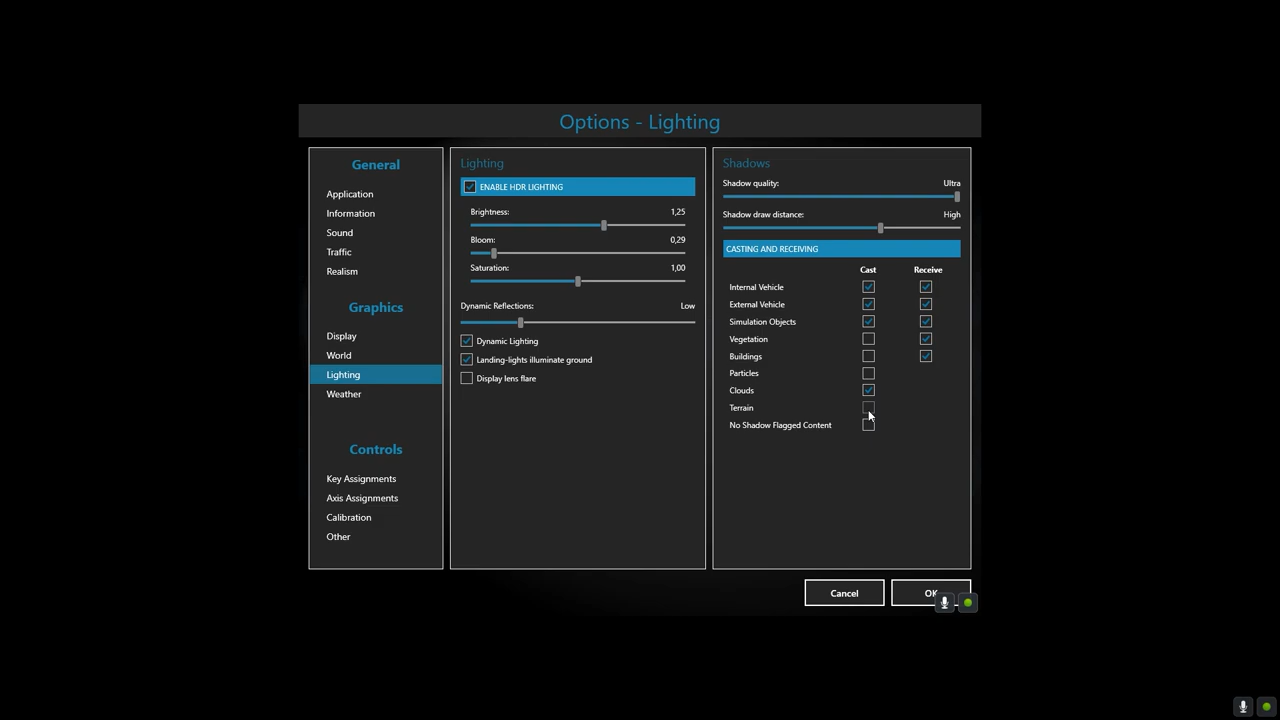 Options - Lighting
General
Application
Information
Sound
Traffic
Realism
Graphics
Display
World
Lighting
Weather
Controls
Key Assignments
Axis Assignments
Calibration
Other
Lighting
ENABLE HDR LIGHTING
Brightness: 1,25
Bloom: 0,29
Saturation: 1,00
Dynamic Reflections: Low
Dynamic Lighting
Landing-lights illuminate ground
Display lens flare
Shadows
Shadow quality: Ultra
Shadow draw distance: High
CASTING AND RECEIVING
Cast Receive
Internal Vehicle
External Vehicle
Simulation Objects
Vegetation
Buildings
Particles
Clouds
Terrain
No Shadow Flagged Content
Cancel
OK